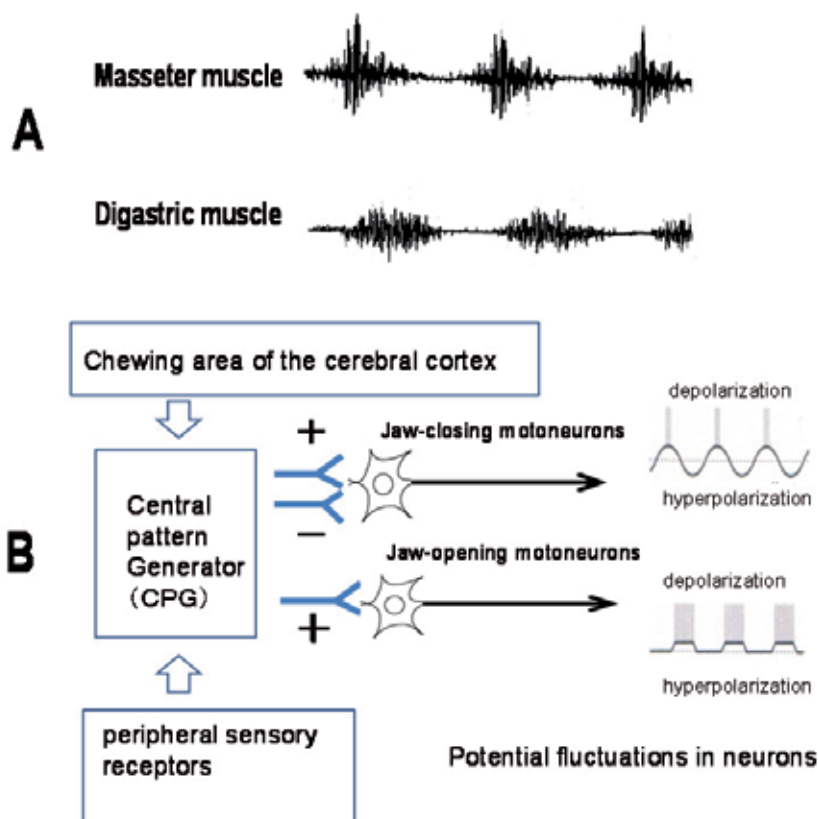 Masseter muscle
A
Digastric muscle
Chewing area of the cerebral cortex
depolarization
+
Jaw-closing motoneurons
hyperpolarization
Central
pattern
Generator
（CPG）
−
B
Jaw-opening motoneurons
depolarization
+
hyperpolarization
peripheral sensory
receptors
Potential fluctuations in neurons